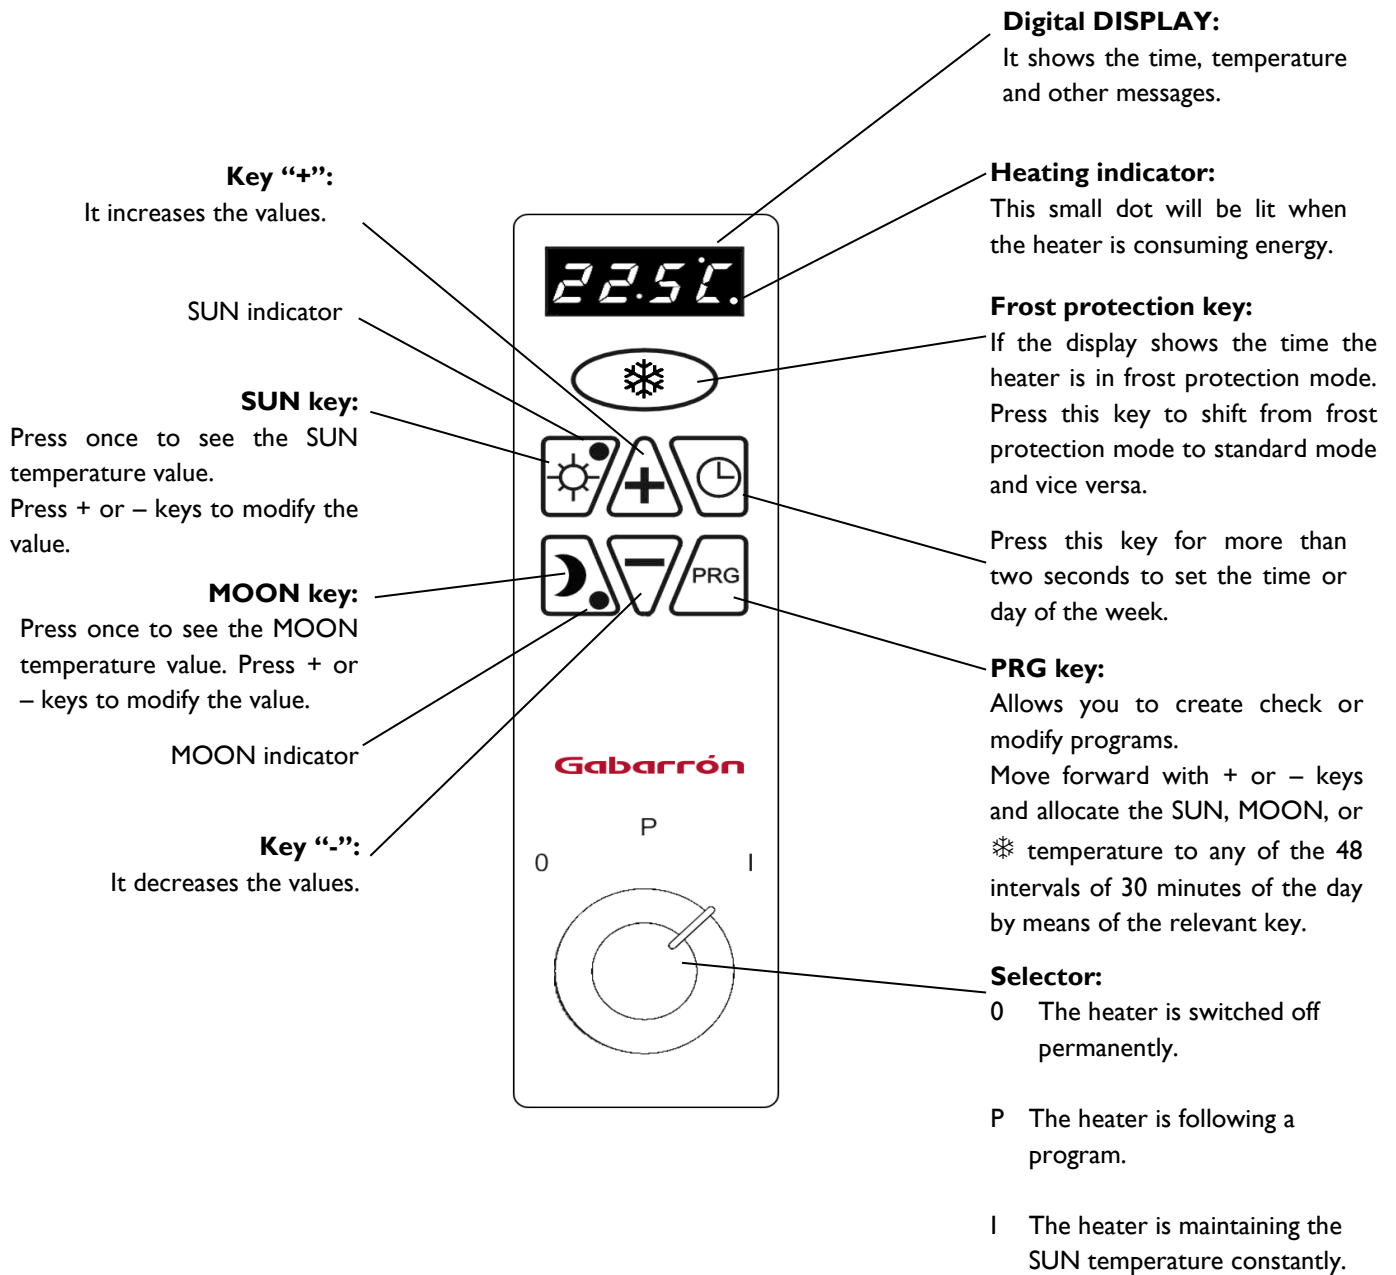 Digital DISPLAY:
It shows the time, temperature
and other messages.
Key “+”:
It increases the values.
SUN indicator
SUN key:
Press once to see the SUN
temperature value.
Press + or – keys to modify the
value.
MOON key:
Press once to see the MOON
temperature value. Press + or
– keys to modify the value.
MOON indicator
Key “-”:
It decreases the values.
22.5°C.
+
–
PRG
Gabarrón
P
0 I
Heating indicator:
This small dot will be lit when
the heater is consuming energy.
Frost protection key:
If the display shows the time the
heater is in frost protection mode.
Press this key to shift from frost
protection mode to standard mode
and vice versa.
Press this key for more than
two seconds to set the time or
day of the week.
PRG key:
Allows you to create check or
modify programs.
Move forward with + or – keys
and allocate the SUN, MOON, or
❄ temperature to any of the 48
intervals of 30 minutes of the day
by means of the relevant key.
Selector:
0 The heater is switched off
permanently.
P The heater is following a
program.
I The heater is maintaining the
SUN temperature constantly.